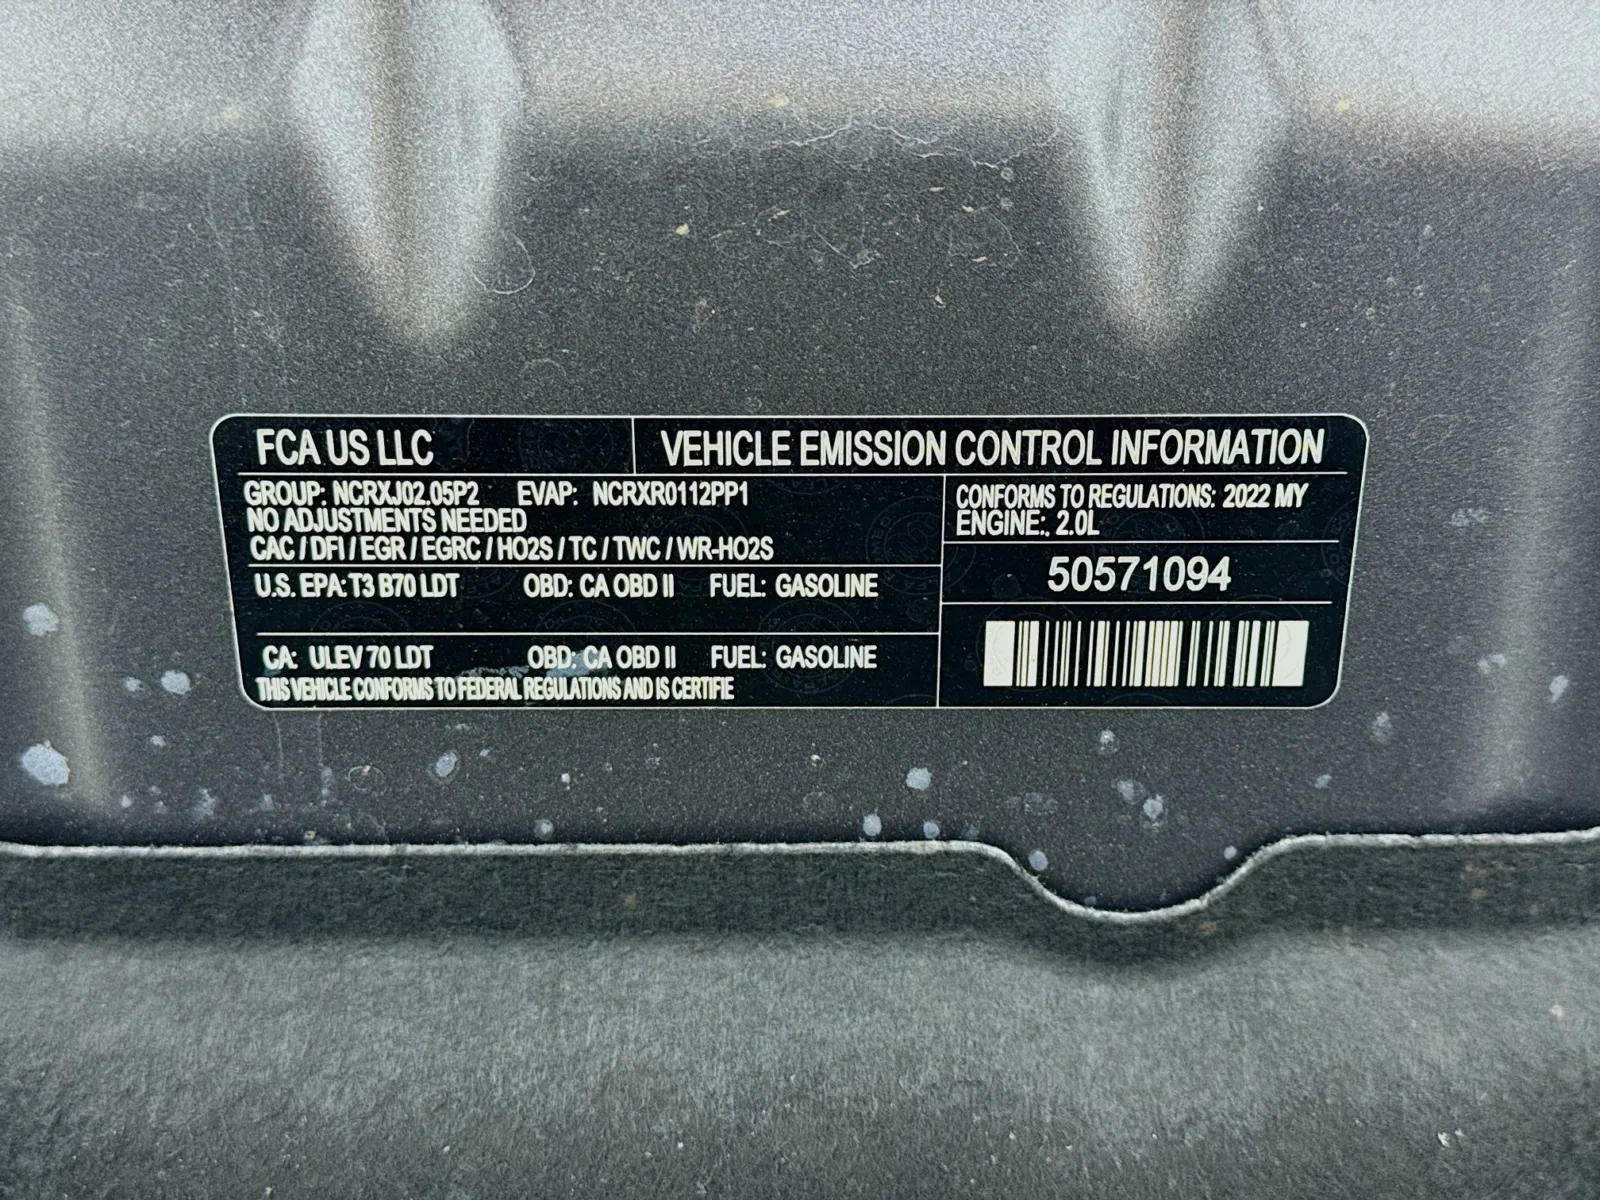 FCA US LLC
VEHICLE EMISSION CONTROL INFORMATION
GROUP: NCRXJ02.05P2 EVAP: NCRXR0112PP1
NO ADJUSTMENTS NEEDED
CAC / DFI / EGR / EGRC / HO2S / TC / TWC / WR-HO2S
U.S. EPA: T3 B70 LDT OBD: CA OBD II FUEL: GASOLINE
CA: ULEV 70 LDT OBD: CA OBD II FUEL: GASOLINE
THIS VEHICLE CONFORMS TO FEDERAL REGULATIONS AND IS CERTIFIE
CONFORMS TO REGULATIONS: 2022 MY
ENGINE:. 2.0L
50571094